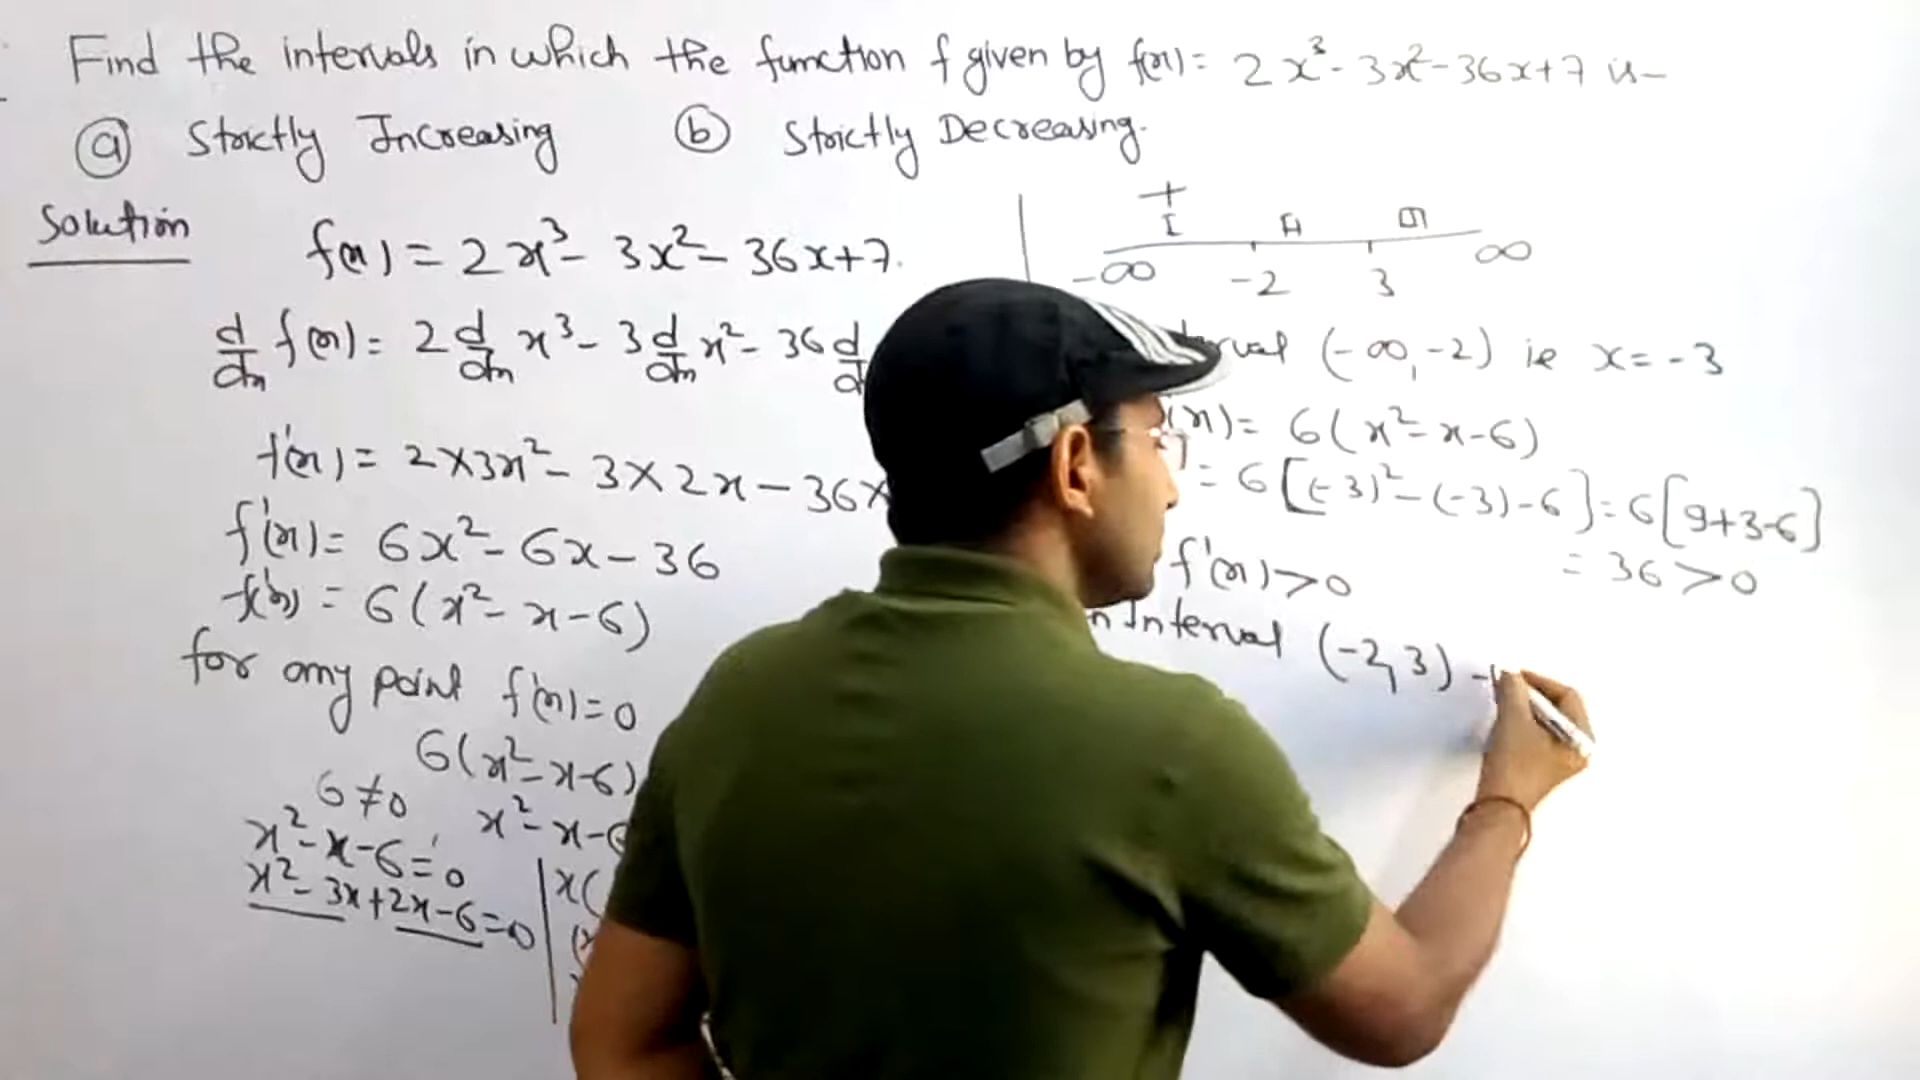 Find the intervals in which the function f given by f(x) = 2x³ - 3x² - 36x + 7 is -
(a) Strictly Increasing (b) Strictly Decreasing.
Solution
f(x) = 2x³ - 3x² - 36x + 7.
d/dx f(x) = 2 d/dx x³ - 3 d/dx x² - 36 d
f'(x) = 2×3x² - 3×2x - 36×
f'(x) = 6x² - 6x - 36
f'(x) = 6(x² - x - 6)
for any point f'(x) = 0
6(x² - x - 6)
6 ≠ 0 x² - x -
x² - x - 6 = 0
x² - 3x + 2x - 6 = 0
x(
+
I II III
-∞ -2 3 ∞
(-∞, -2) ie x = -3
(x) = 6(x² - x - 6)
= 6[(-3)² - (-3) - 6] = 6[9+3-6]
= 36 > 0
f'(x) > 0
n Interval (-2, 3)